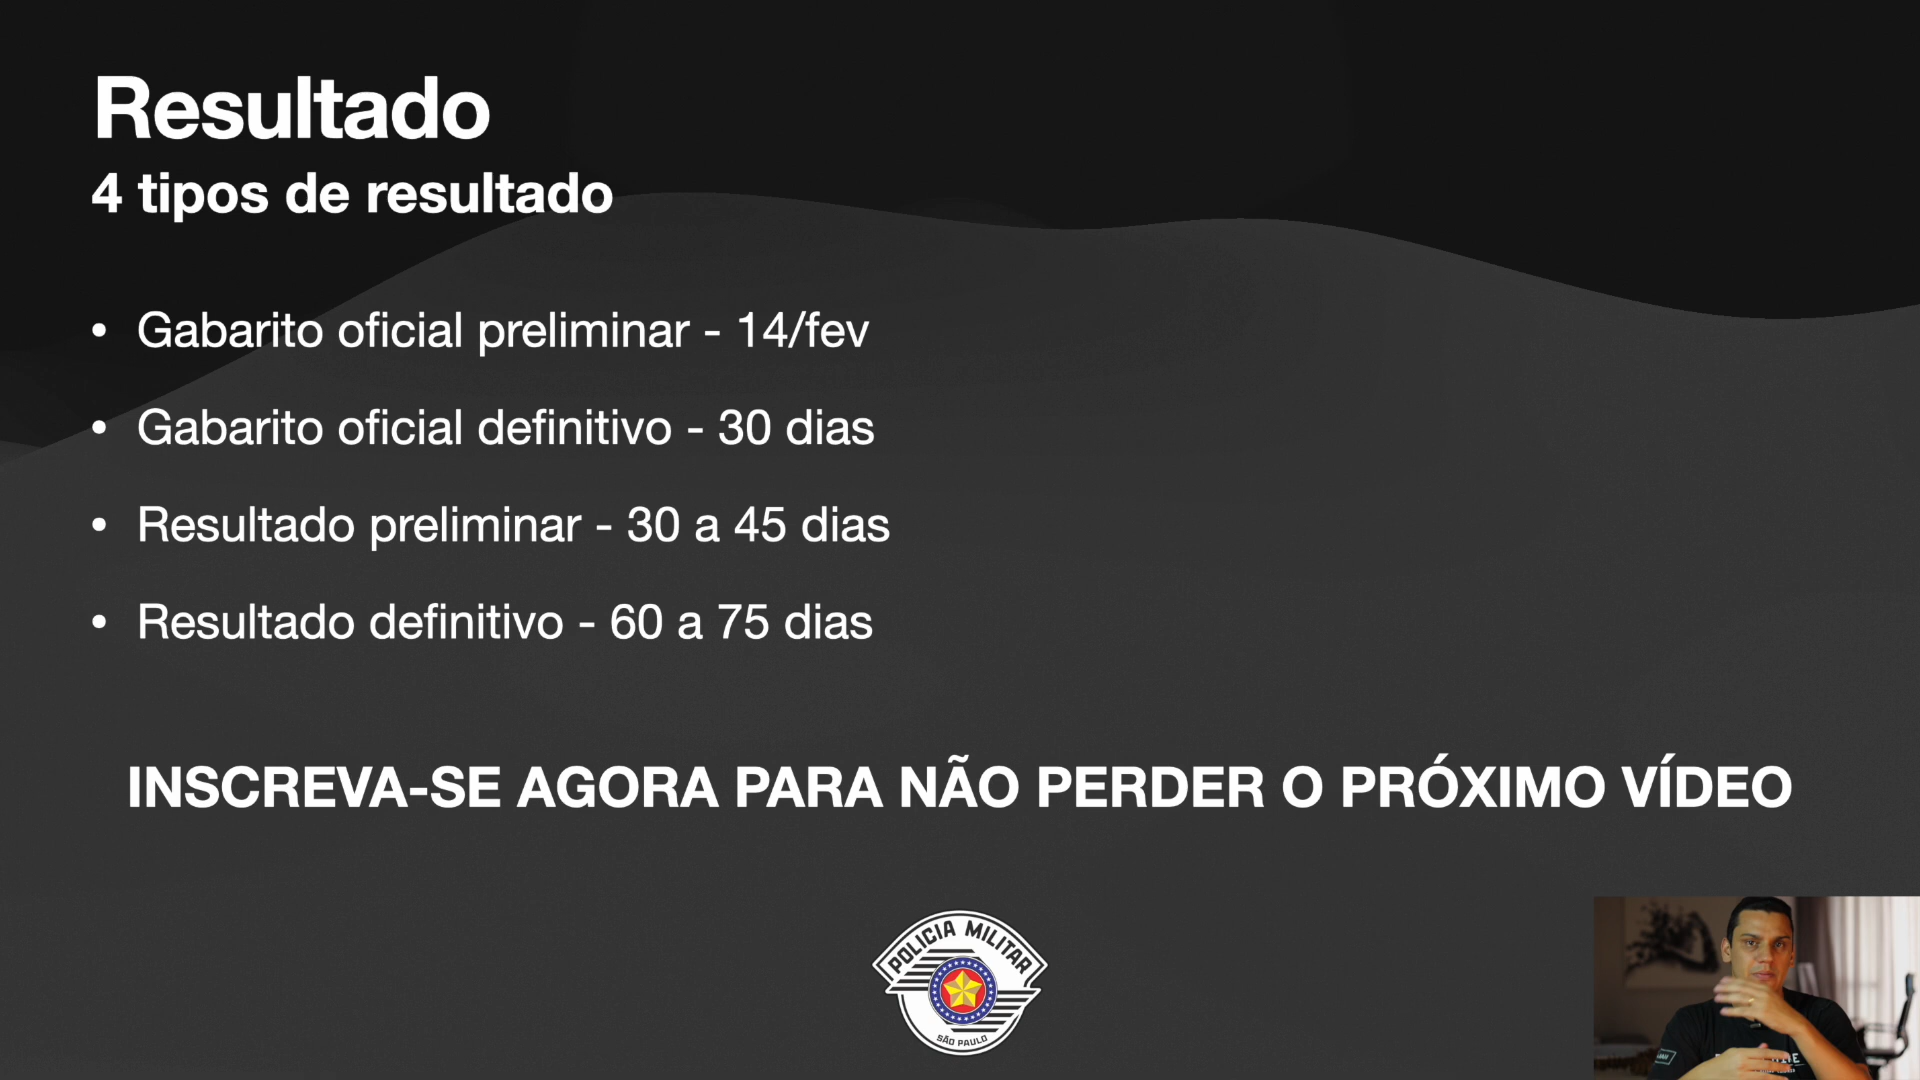 Resultado
4 tipos de resultado
• Gabarito oficial preliminar - 14/fev
• Gabarito oficial definitivo - 30 dias
• Resultado preliminar - 30 a 45 dias
• Resultado definitivo - 60 a 75 dias
INSCREVA-SE AGORA PARA NÃO PERDER O PRÓXIMO VÍDEO
POLICIA MILITAR
SÃO PAULO